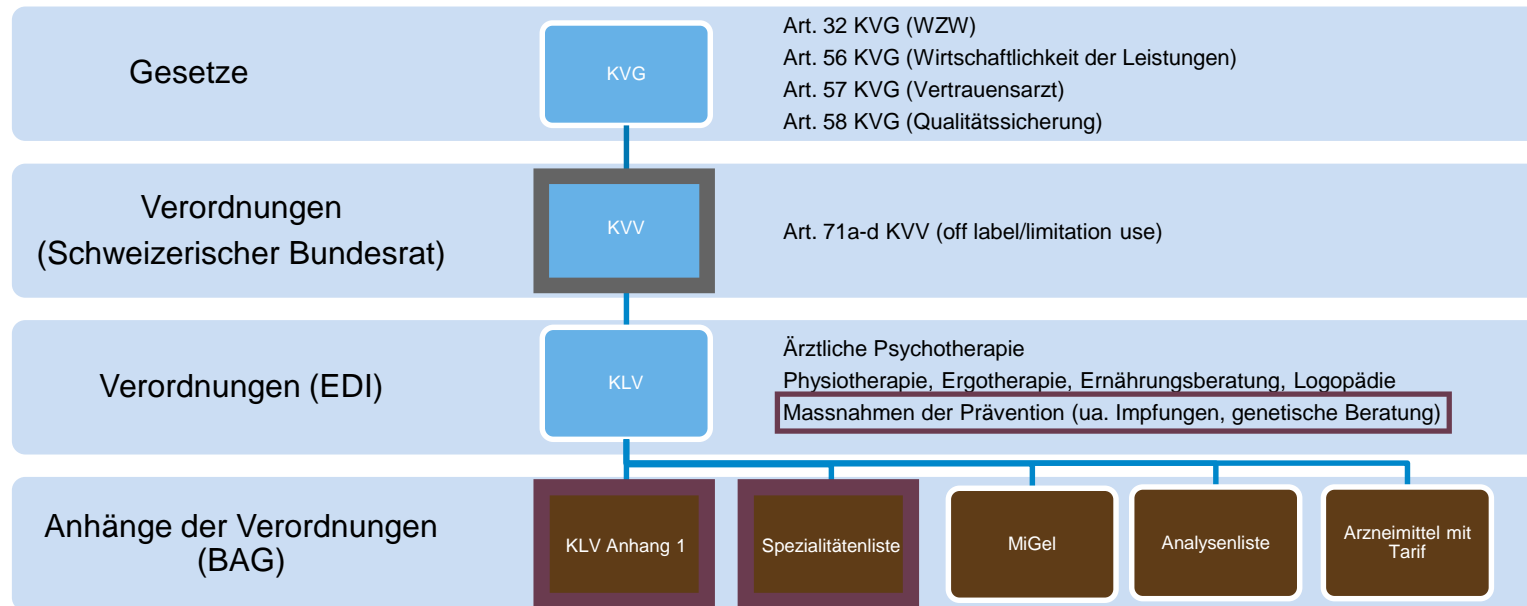 Gesetze
KVG
Art. 32 KVG (WZW)
Art. 56 KVG (Wirtschaftlichkeit der Leistungen)
Art. 57 KVG (Vertrauensarzt)
Art. 58 KVG (Qualitätssicherung)
Verordnungen
(Schweizerischer Bundesrat)
KVV
Art. 71a-d KVV (off label/limitation use)
Verordnungen (EDI)
KLV
Ärztliche Psychotherapie
Physiotherapie, Ergotherapie, Ernährungsberatung, Logopädie
Massnahmen der Prävention (ua. Impfungen, genetische Beratung)
Anhänge der Verordnungen
(BAG)
KLV Anhang 1
Spezialitätenliste
MiGel
Analysenliste
Arzneimittel mit
Tarif